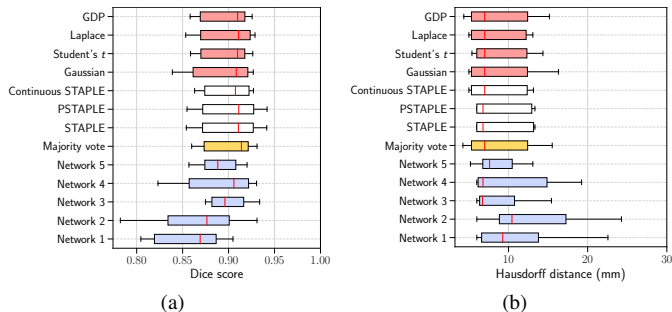 GDP
Laplace
Student's t
Gaussian
Continuous STAPLE
PSTAPLE
STAPLE
Majority vote
Network 5
Network 4
Network 3
Network 2
Network 1
0.80 0.85 0.90 0.95 1.00
Dice score
(a)
GDP
Laplace
Student's t
Gaussian
Continuous STAPLE
PSTAPLE
STAPLE
Majority vote
Network 5
Network 4
Network 3
Network 2
Network 1
10 20 30
Hausdorff distance (mm)
(b)